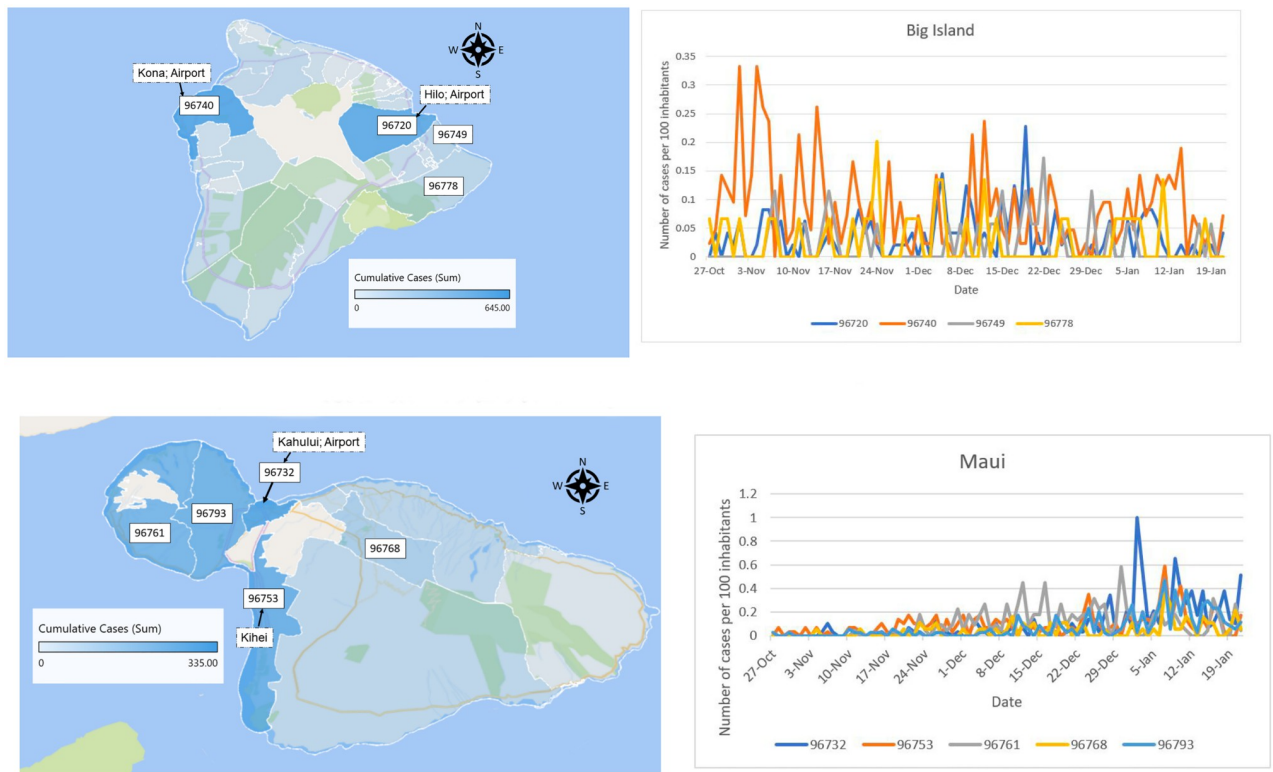 N
W E
S
Kona; Airport
96740
Hilo; Airport
96720
96749
96778
Cumulative Cases (Sum)
0 645.00
Big Island
Number of cases per 100 inhabitants
0.35
0.3
0.25
0.2
0.15
0.1
0.05
0
27-Oct 3-Nov 10-Nov 17-Nov 24-Nov 1-Dec 8-Dec 15-Dec 22-Dec 29-Dec 5-Jan 12-Jan 19-Jan
Date
96720 96740 96749 96778
Kahului; Airport
96732
N
W E
S
96793
96761
96768
96753
Kihei
Cumulative Cases (Sum)
0 335.00
Maui
Number of cases per 100 inhabitants
1.2
1
0.8
0.6
0.4
0.2
0
27-Oct 3-Nov 10-Nov 17-Nov 24-Nov 1-Dec 8-Dec 15-Dec 22-Dec 29-Dec 5-Jan 12-Jan 19-Jan
Date
96732 96753 96761 96768 96793